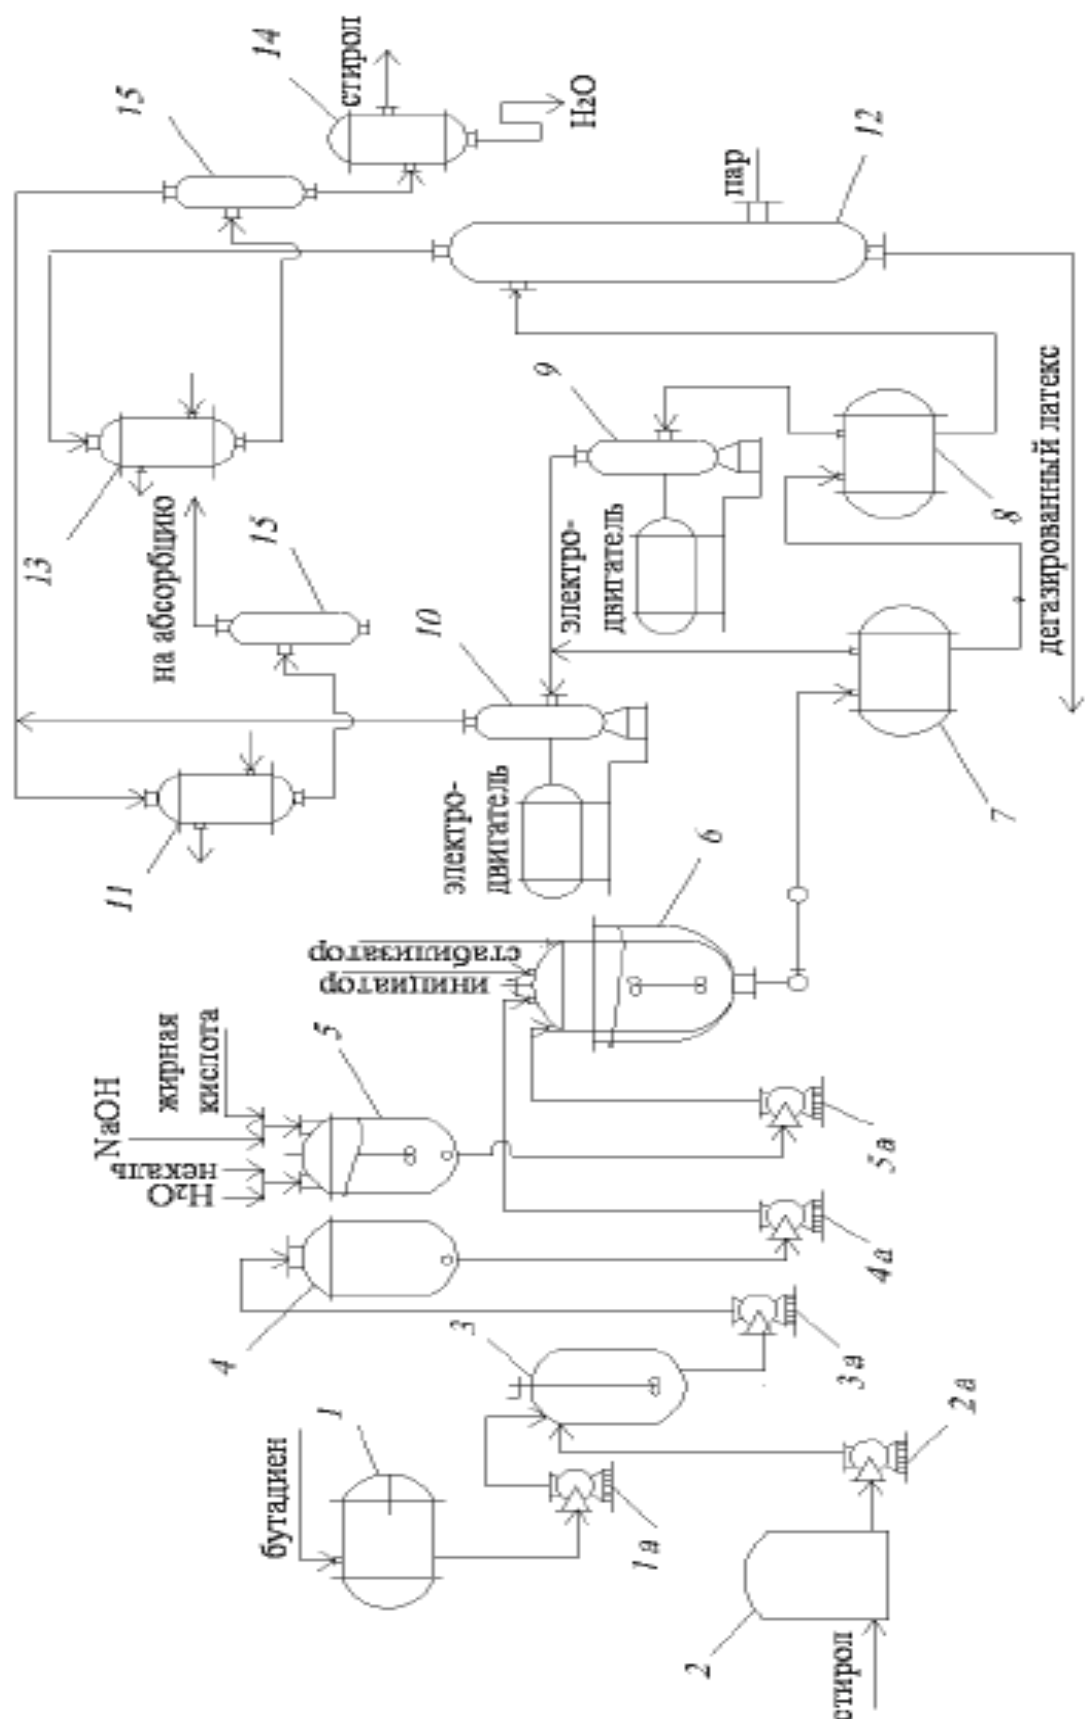 стирол
14
15
H₂O
12
пар
13
на абсорбцию
15
9
электро-
двигатель
8
дегазированный латекс
10
11
электро-
двигатель
7
6
стабилизатор
инициатор
5
жирная
кислота
NaOH
некаль
H₂O
5а
4а
4
3
3а
2а
1
бутадиен
1а
2
стирол